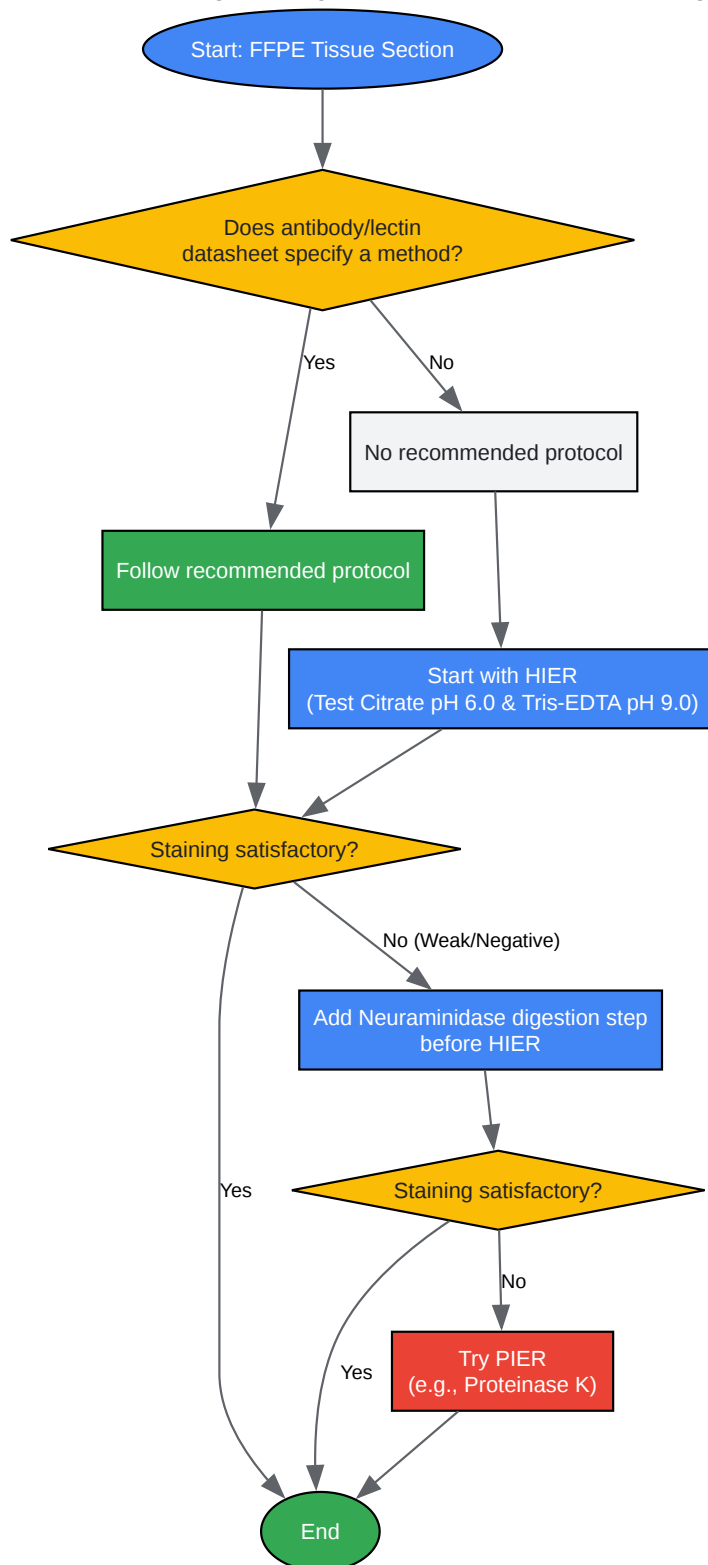 Start: FFPE Tissue Section
Does antibody/lectin
datasheet specify a method?
Yes
No
No recommended protocol
Follow recommended protocol
Start with HIER
(Test Citrate pH 6.0 & Tris-EDTA pH 9.0)
Staining satisfactory?
No (Weak/Negative)
Add Neuraminidase digestion step
before HIER
Yes
Staining satisfactory?
No
Yes
Try PIER
(e.g., Proteinase K)
End